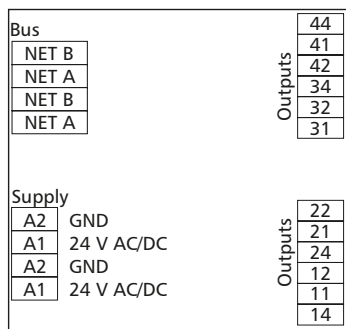 Bus
NET B
NET A
NET B
NET A
Outputs
44
41
42
34
32
31
Supply
A2 GND
A1 24 V AC/DC
A2 GND
A1 24 V AC/DC
Outputs
22
21
24
12
11
14